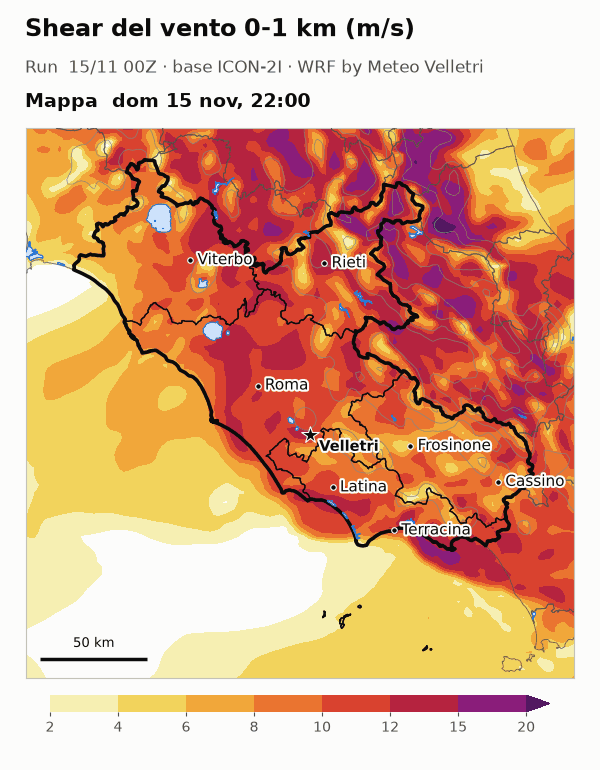 Shear del vento 0-1 km (m/s)
Run  15/11 00Z · base ICON-2I · WRF by Meteo Velletri
Mappa  dom 15 nov, 22:00
Viterbo
Rieti
Roma
Velletri
Frosinone
Latina
Cassino
Terracina
50 km
2 4 6 8 10 12 15 20